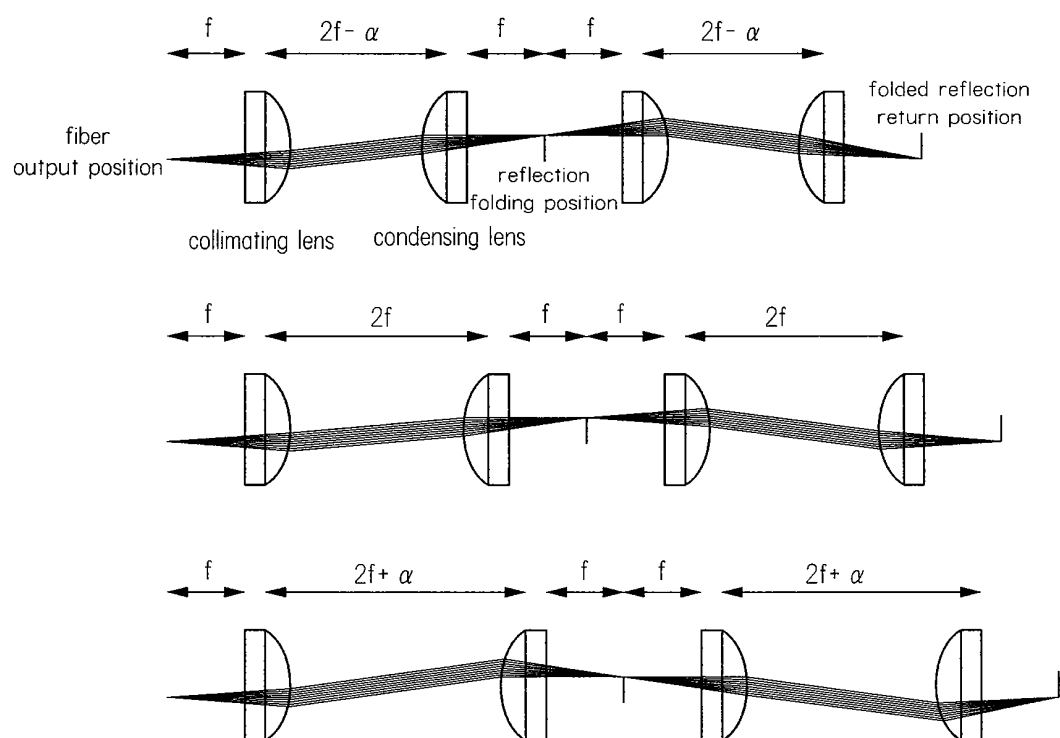 f
2f- α
f
f
2f- α
fiber
output position
folded reflection
return position
reflection
folding position
collimating lens
condensing lens
f
2f
f
f
2f
f
2f+ α
f
f
2f+ α